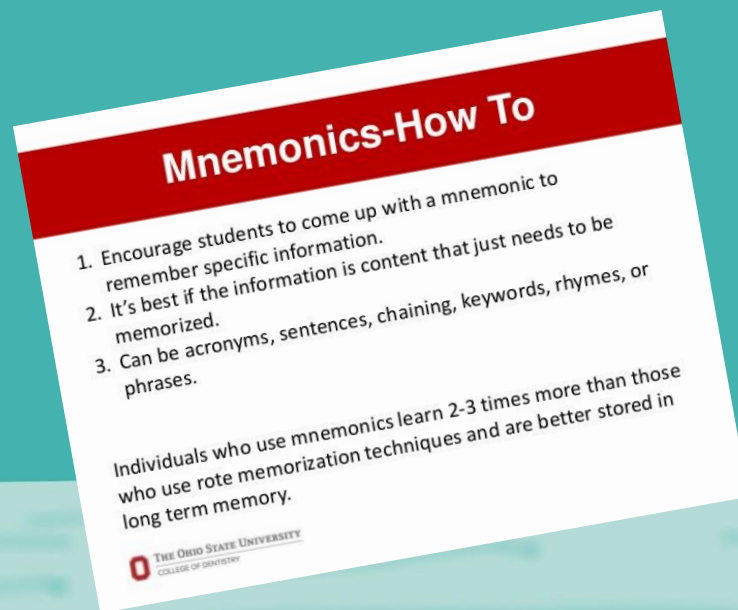 Mnemonics-How To
1. Encourage students to come up with a mnemonic to
remember specific information.
2. It's best if the information is content that just needs to be
memorized.
3. Can be acronyms, sentences, chaining, keywords, rhymes, or
phrases.
Individuals who use mnemonics learn 2-3 times more than those
who use rote memorization techniques and are better stored in
long term memory.
THE OHIO STATE UNIVERSITY
COLLEGE OF DENTISTRY